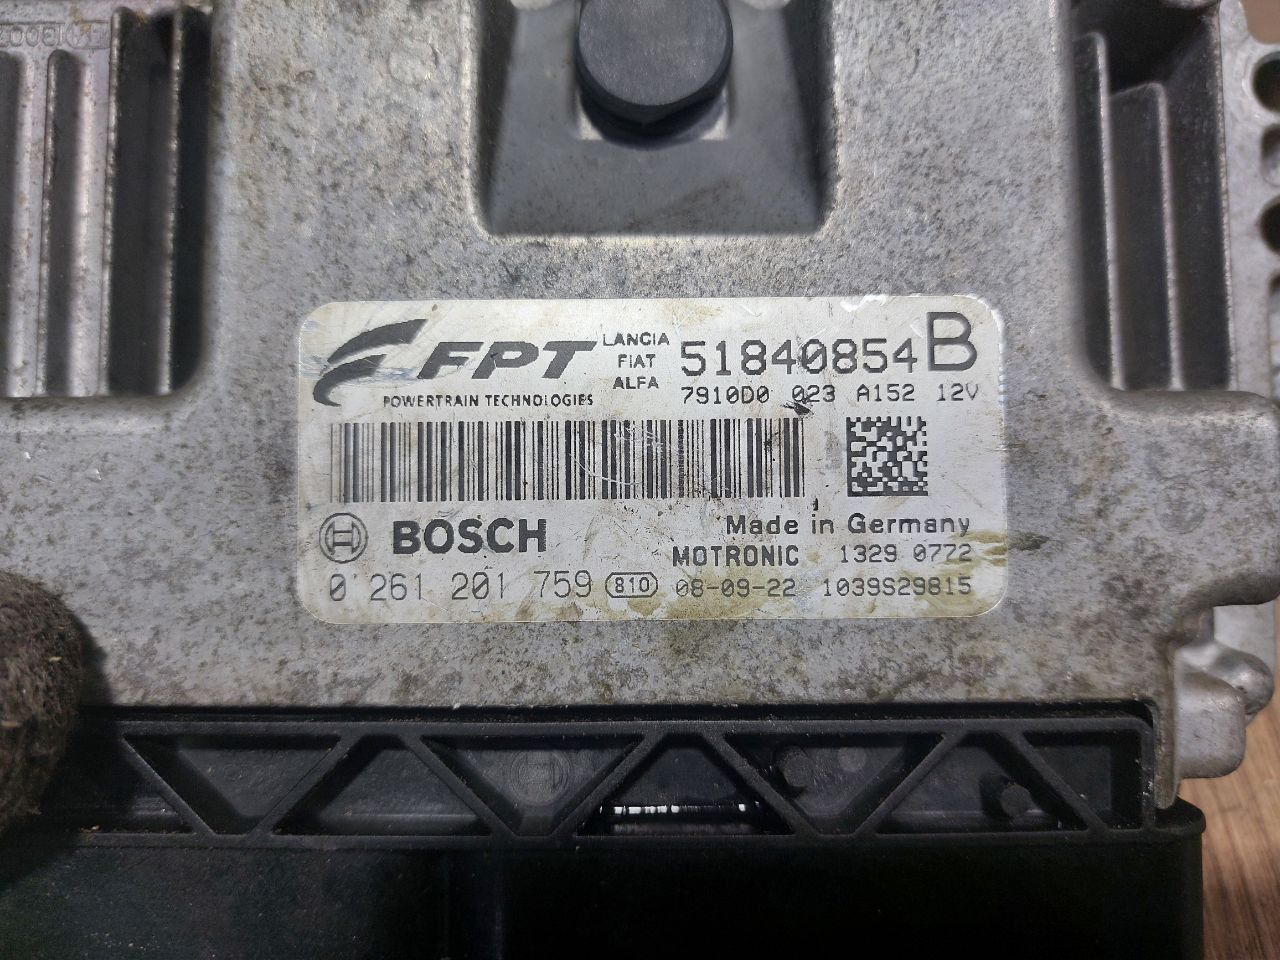 FPT
POWERTRAIN TECHNOLOGIES
LANCIA
FIAT
ALFA
51840854 B
7910D0 023 A152 12V
BOSCH
Made in Germany
MOTRONIC 1329 0772
0 261 201 759 810 08-09-22 1039S29815